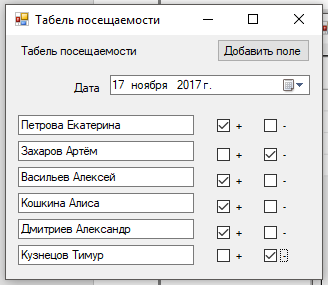 Табель посещаемости
Табель посещаемости Добавить поле
Дата 17 ноября 2017 г.
Петрова Екатерина + -
Захаров Артём + -
Васильев Алексей + -
Кошкина Алиса + -
Дмитриев Александр + -
Кузнецов Тимур + -